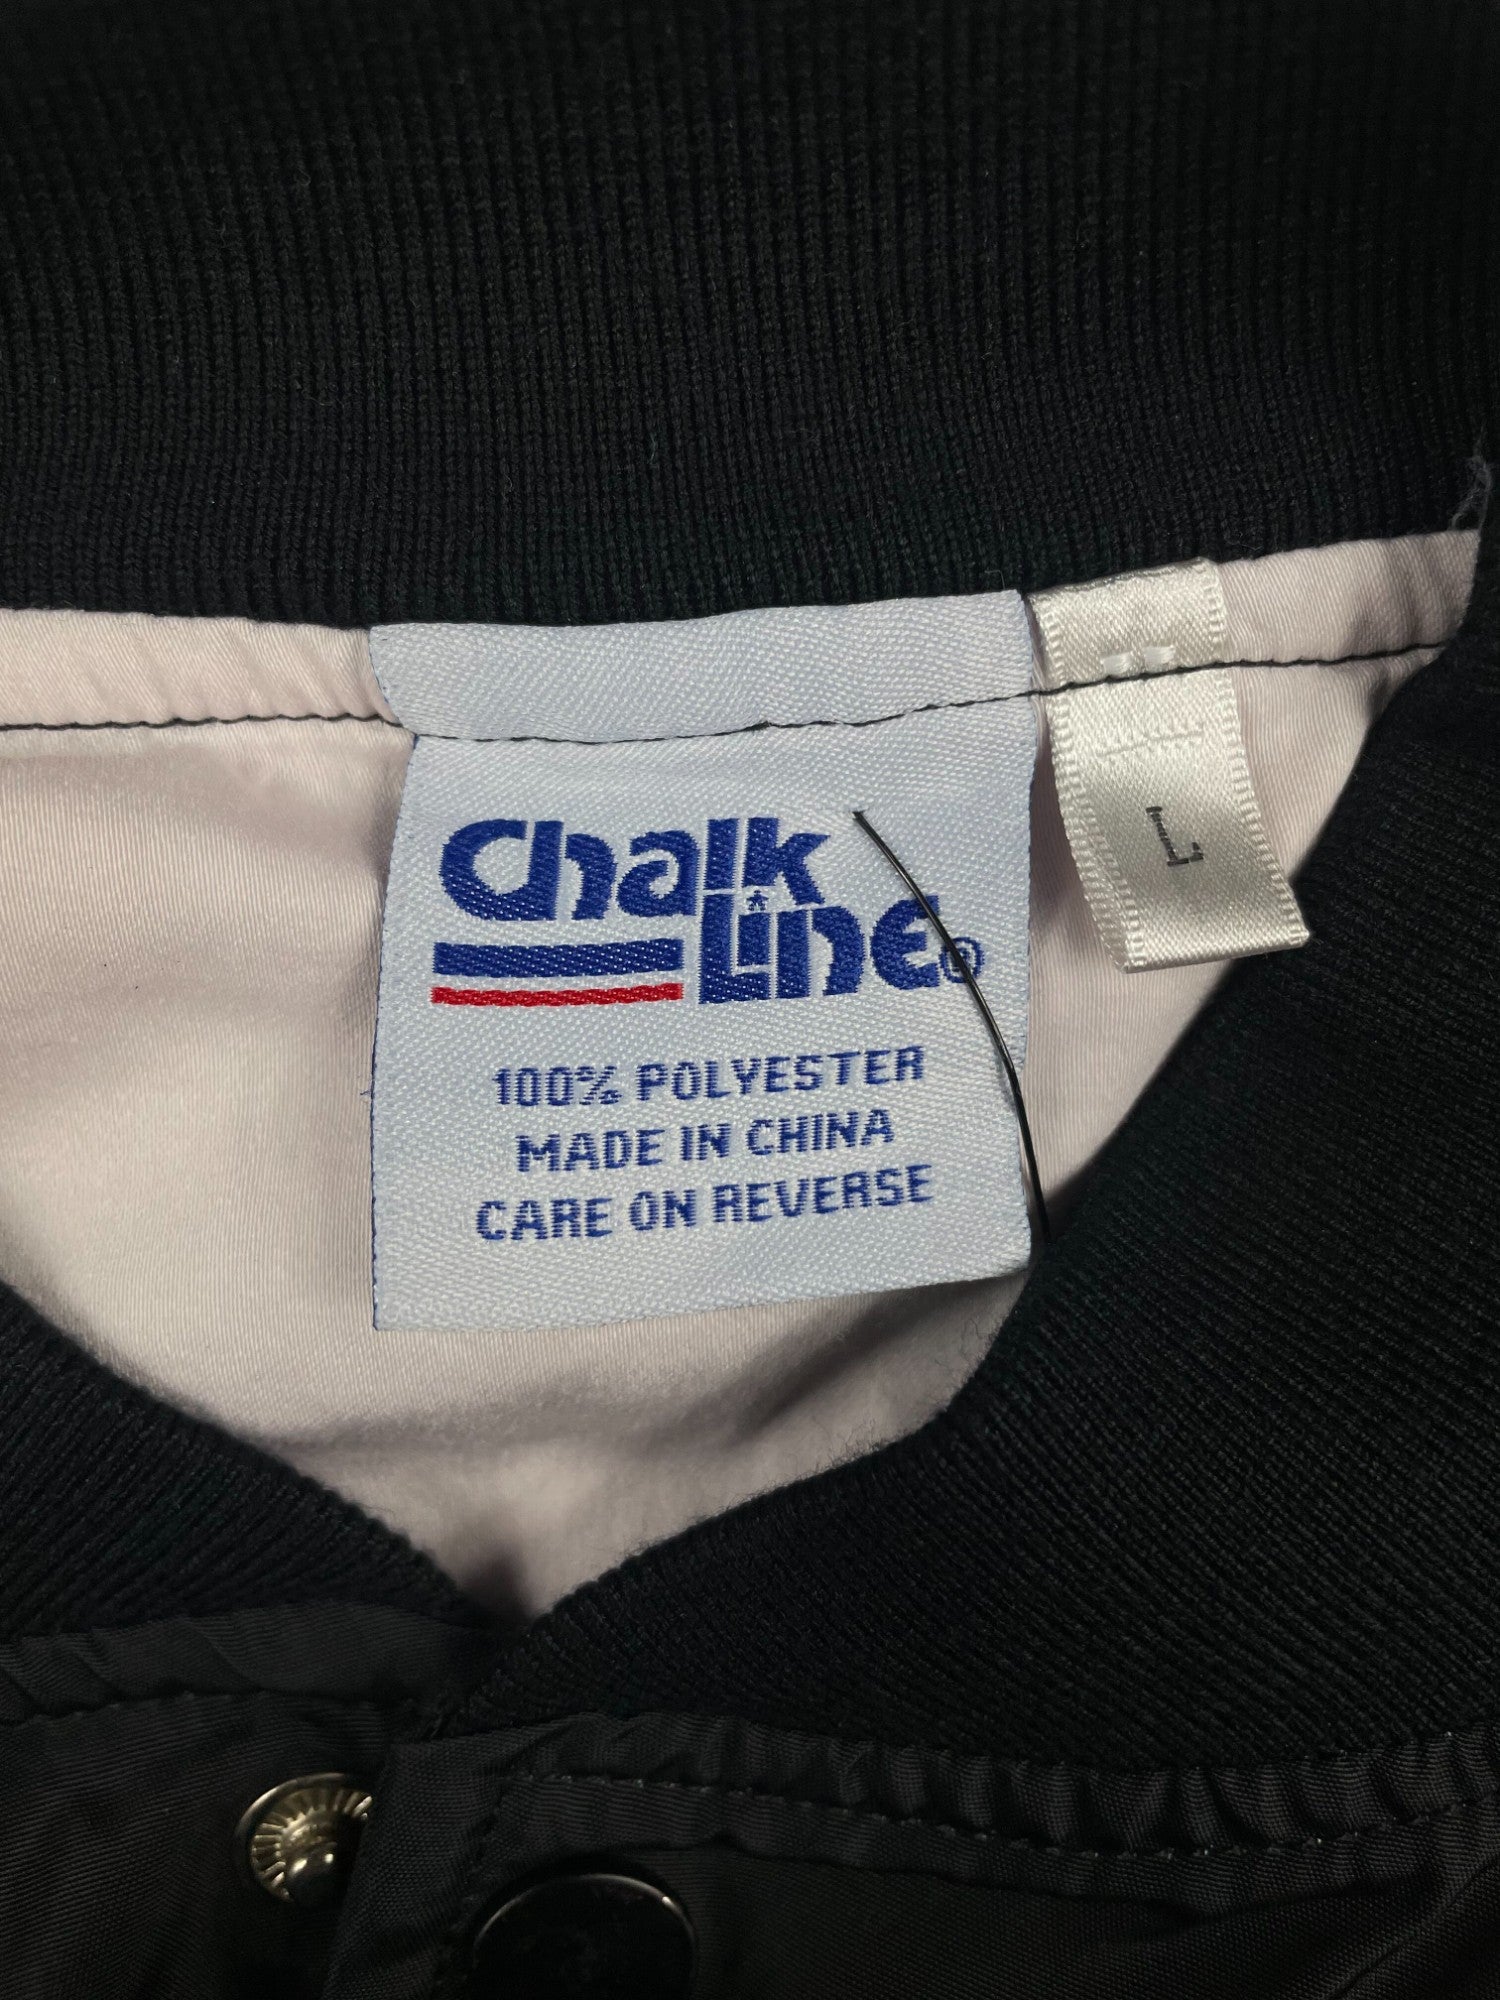 Chalk
Line®
100% POLYESTER
MADE IN CHINA
CARE ON REVERSE
L